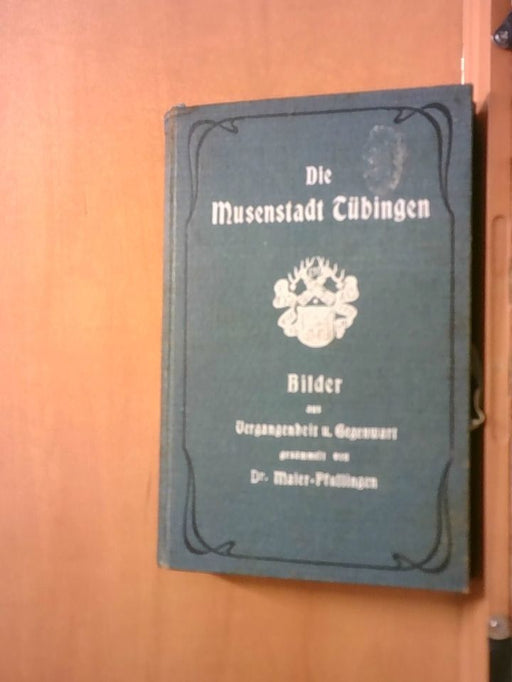 Die
Musenstadt Tübingen
Bilder
aus
Vergangenheit u. Gegenwart
gesammelt von
Dr. Maier-Pfullingen